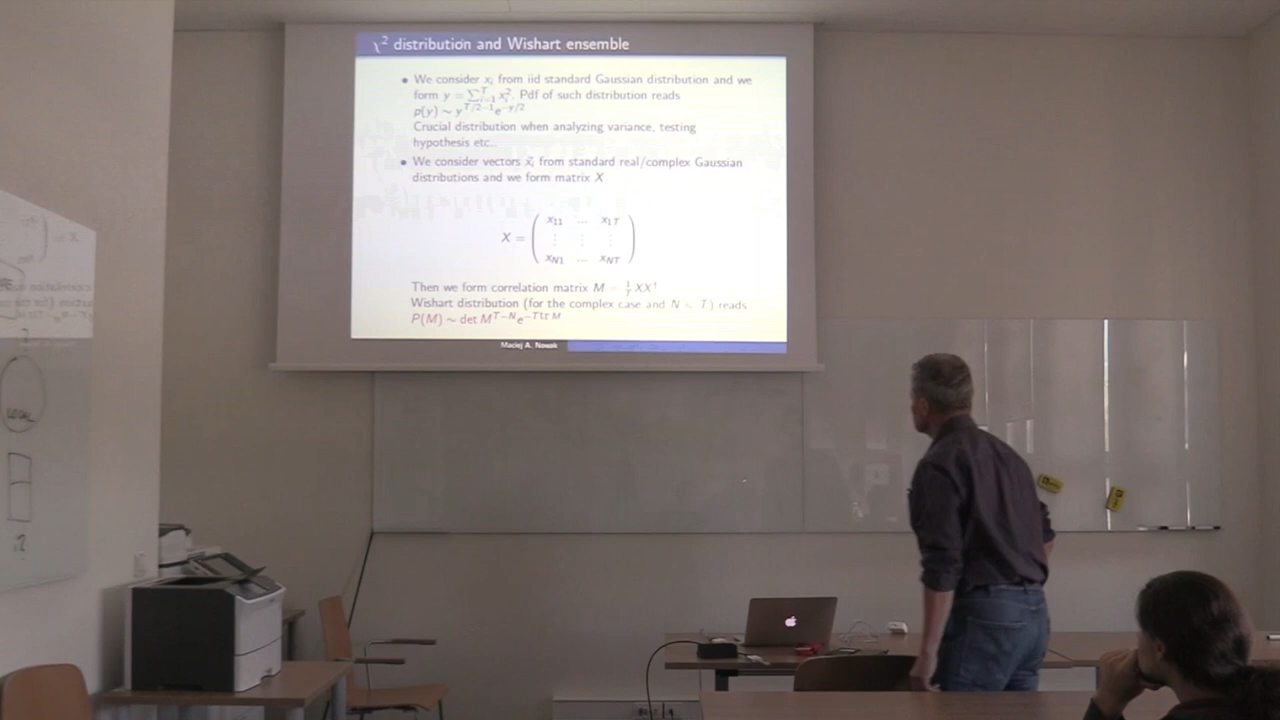 χ² distribution and Wishart ensemble
• We consider xᵢ from iid standard Gaussian distribution and we
form y = ∑ᵢ₌₁ᵀ xᵢ². Pdf of such distribution reads
p(y) ∼ y^{T/2−1}e^{−y/2}
Crucial distribution when analyzing variance, testing
hypothesis etc..
• We consider vectors x⃗ᵢ from standard real/complex Gaussian
distributions and we form matrix X
x₁₁ ... x₁T
X = ( ⋮ ⋮ ⋮ )
xN1 ... xNT
Then we form correlation matrix M = 1/T XX†
Wishart distribution (for the complex case and N < T) reads
P(M) ∼ det M^{T−N}e^{−T tr M}
Maciej A. Nowak
LOCAL
?